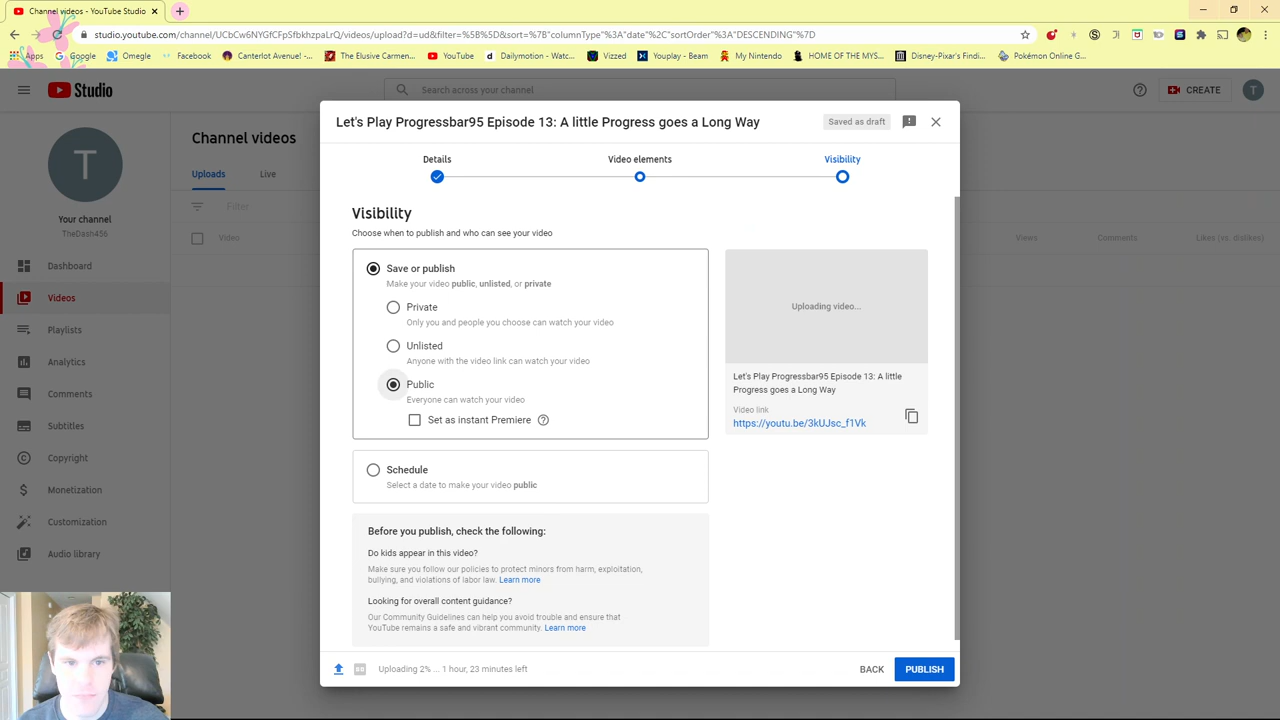 Long videos - YouTube Studio
studio.youtube.com/channel/UCbCw6NYGfCFpSfbkhzpaLrQ/videos/upload?d=ud&filter=%5B%5D&sort=%7B"columnType"%3A"date"%2C"sortOrder"%3A"DESCENDING"%7D
Apps Google Omegle Facebook Canterlot Avenue! -... The Elusive Carmen... YouTube Dailymotion - Watc... Vizzed Youplay - Beam My Nintendo HOME OF THE MYS... Disney-Pixar's Findi... Pokémon Online G...
Studio
Search across your channel
CREATE
T
T
Your channel
TheDash456
Dashboard
Videos
Playlists
Analytics
Comments
Subtitles
Copyright
Monetization
Customization
Audio library
Channel videos
Uploads Live
Filter
Video Views Comments Likes (vs. dislikes)
Let's Play Progressbar95 Episode 13: A little Progress goes a Long Way
Saved as draft
Details Video elements Visibility
Visibility
Choose when to publish and who can see your video
Save or publish
Make your video public, unlisted, or private
Private
Only you and people you choose can watch your video
Unlisted
Anyone with the video link can watch your video
Public
Everyone can watch your video
Set as instant Premiere
Schedule
Select a date to make your video public
Before you publish, check the following:
Do kids appear in this video?
Make sure you follow our policies to protect minors from harm, exploitation,
bullying, and violations of labor law. Learn more
Looking for overall content guidance?
Our Community Guidelines can help you avoid trouble and ensure that
YouTube remains a safe and vibrant community. Learn more
Uploading video...
Let's Play Progressbar95 Episode 13: A little
Progress goes a Long Way
Video link
https://youtu.be/3kUJsc_f1Vk
Uploading 2% ... 1 hour, 23 minutes left
BACK PUBLISH